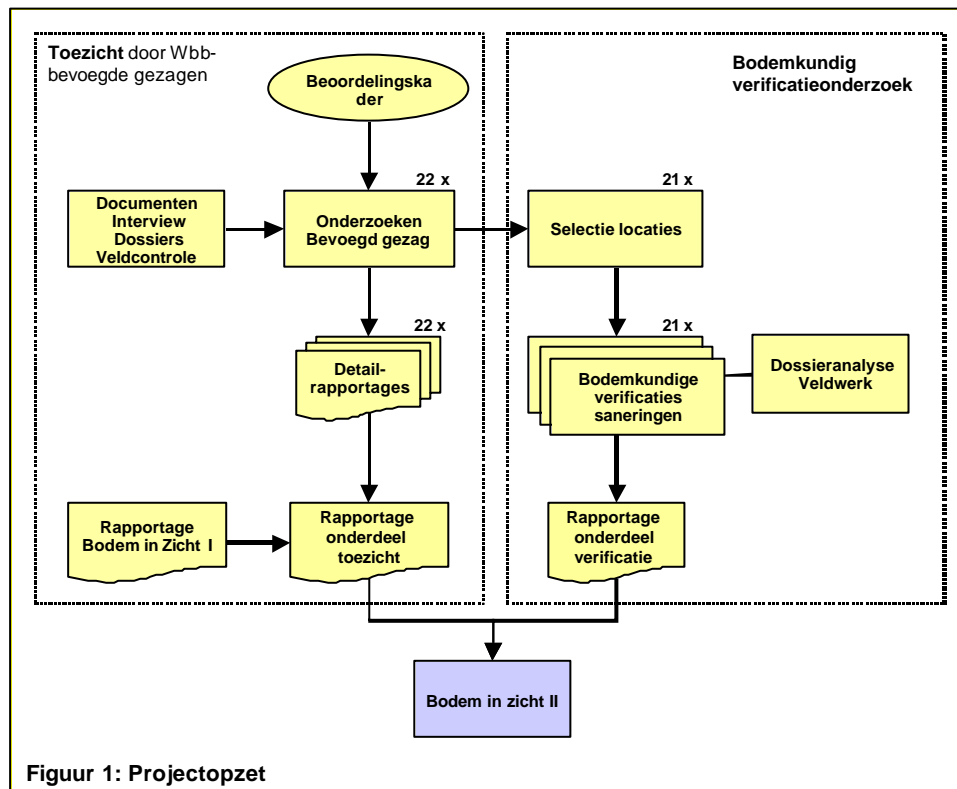 Toezicht door Wbb-
bevoegde gezagen
Bodemkundig
verificatieonderzoek
Beoordelingska
der
22 x
21 x
Documenten
Interview
Dossiers
Veldcontrole
Onderzoeken
Bevoegd gezag
Selectie locaties
22 x
21 x
Detail-
rapportages
Bodemkundige
verificaties
saneringen
Dossieranalyse
Veldwerk
Rapportage
Bodem in Zicht I
Rapportage
onderdeel
toezicht
Rapportage
onderdeel
verificatie
Bodem in zicht II
Figuur 1: Projectopzet